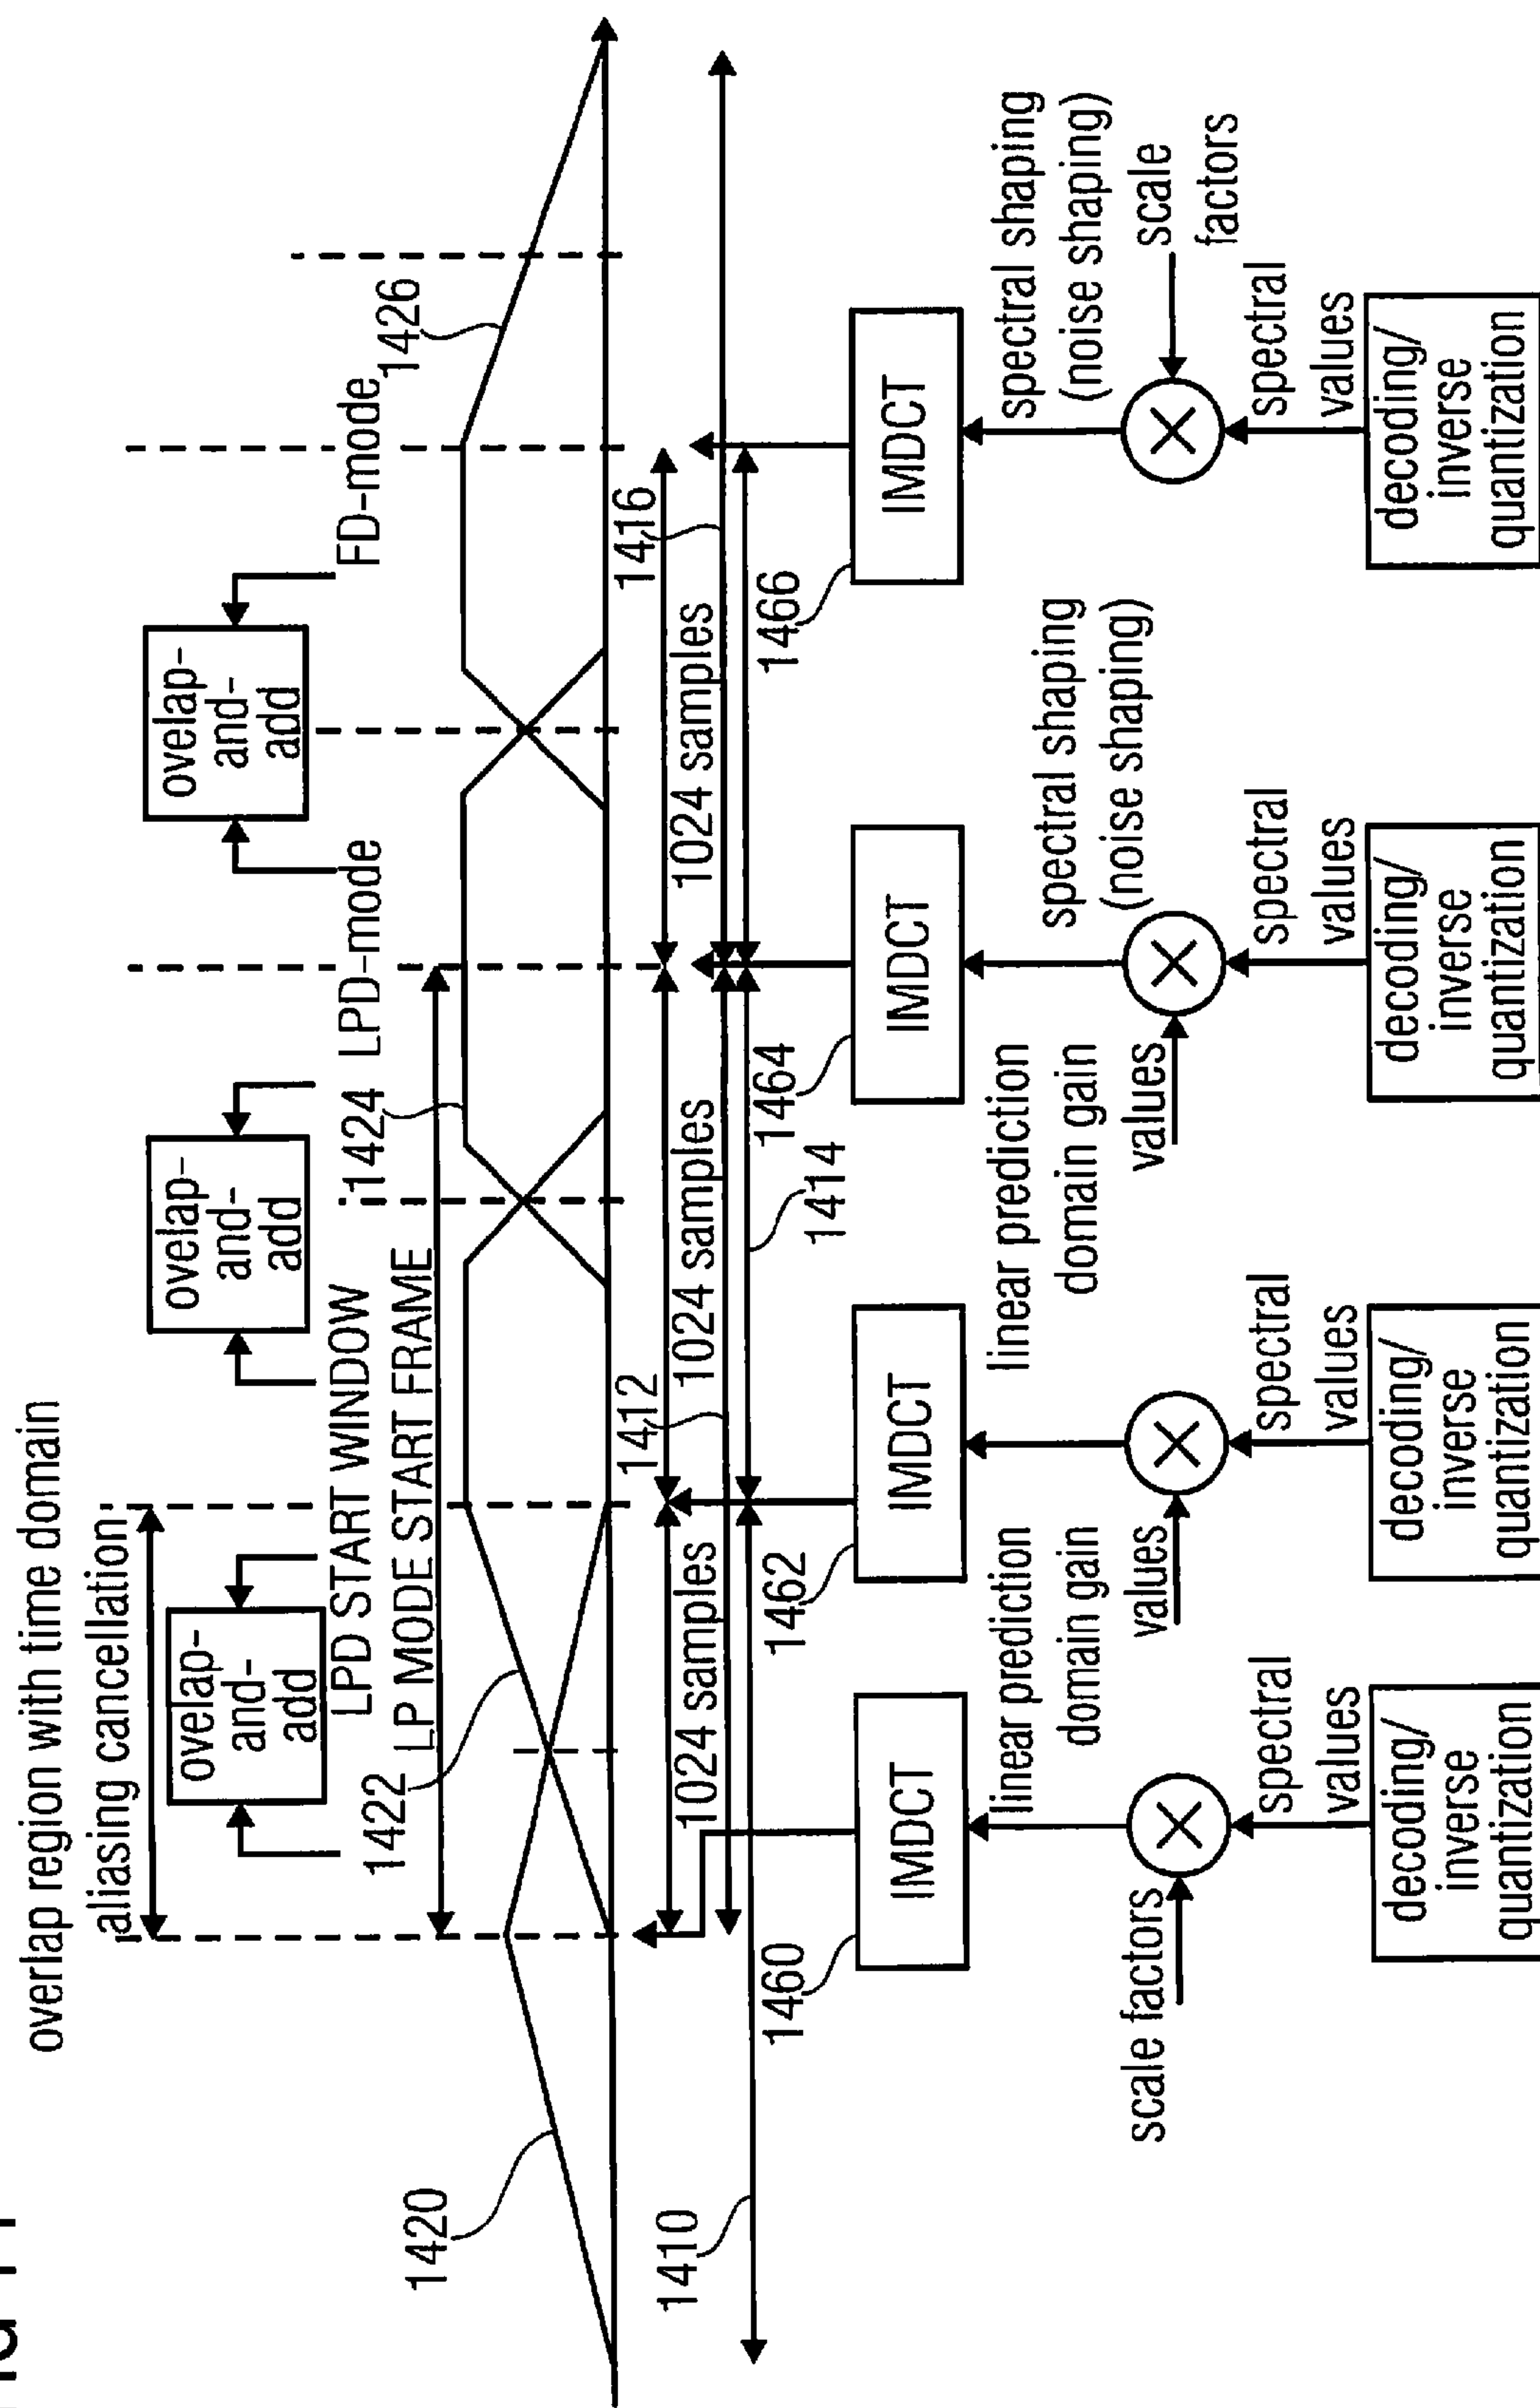 overlap region with time domain
aliasing cancellation
ovelap-
and-
add
ovelap-
and-
add
ovelap-
and-
add
LPD START WINDOW
LPD-mode
FD-mode
LP MODE START FRAME
1420
1422
1424
1426
1410
1412
1416
1024 samples
1024 samples
1024 samples
1414
1460
1462
1464
1466
IMDCT
IMDCT
IMDCT
IMDCT
linear prediction
domain gain
values
linear prediction
domain gain
values
spectral shaping
(noise shaping)
spectral shaping
(noise shaping)
scale factors
scale
factors
spectral
values
spectral
values
spectral
values
spectral
values
decoding/
inverse
quantization
decoding/
inverse
quantization
decoding/
inverse
quantization
decoding/
inverse
quantization